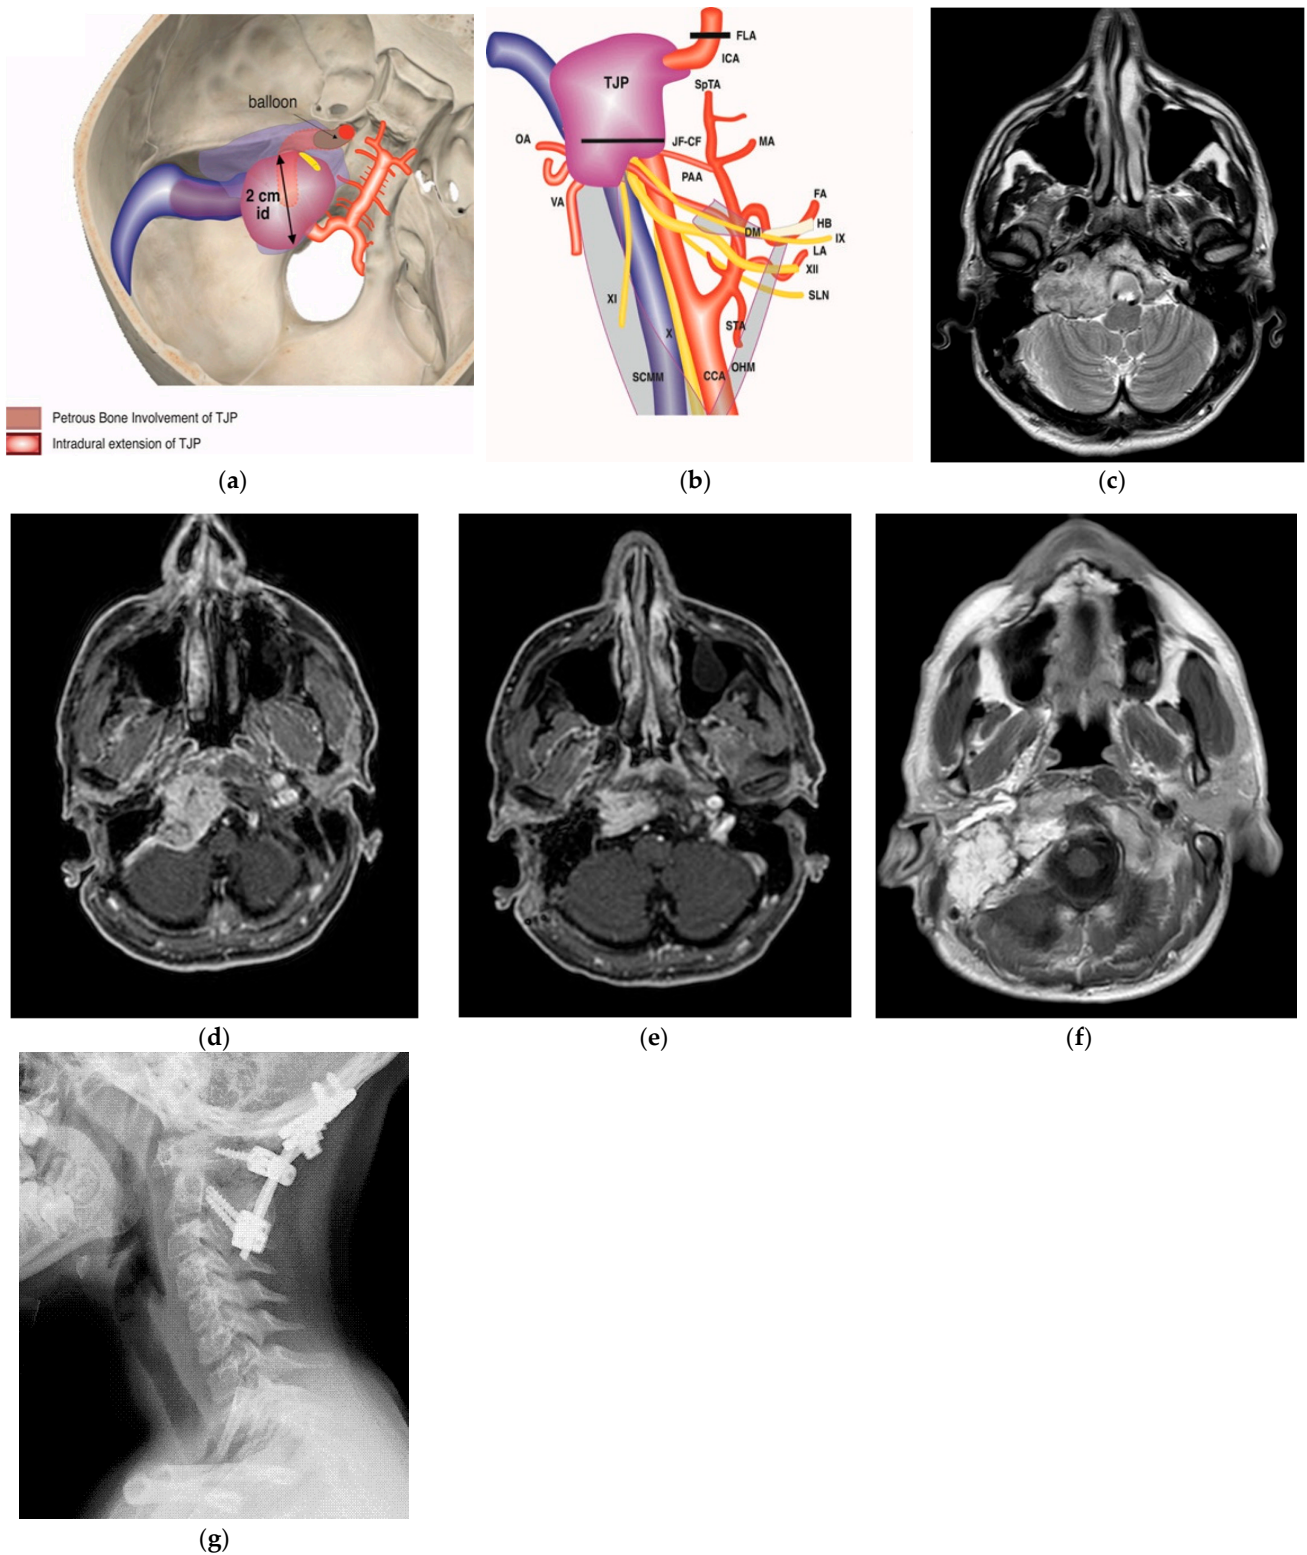 balloon
2 cm
id
Petrous Bone Involvement of TJP
Intradural extension of TJP
(a)
FLA
ICA
TJP
SpTA
OA
JF-CF
MA
PAA
VA
FA
DM
HB
IX
LA
XII
XI
SLN
STA
X
SCMM
CCA
OHM
(b)
(c)
(d)
(e)
(f)
(g)